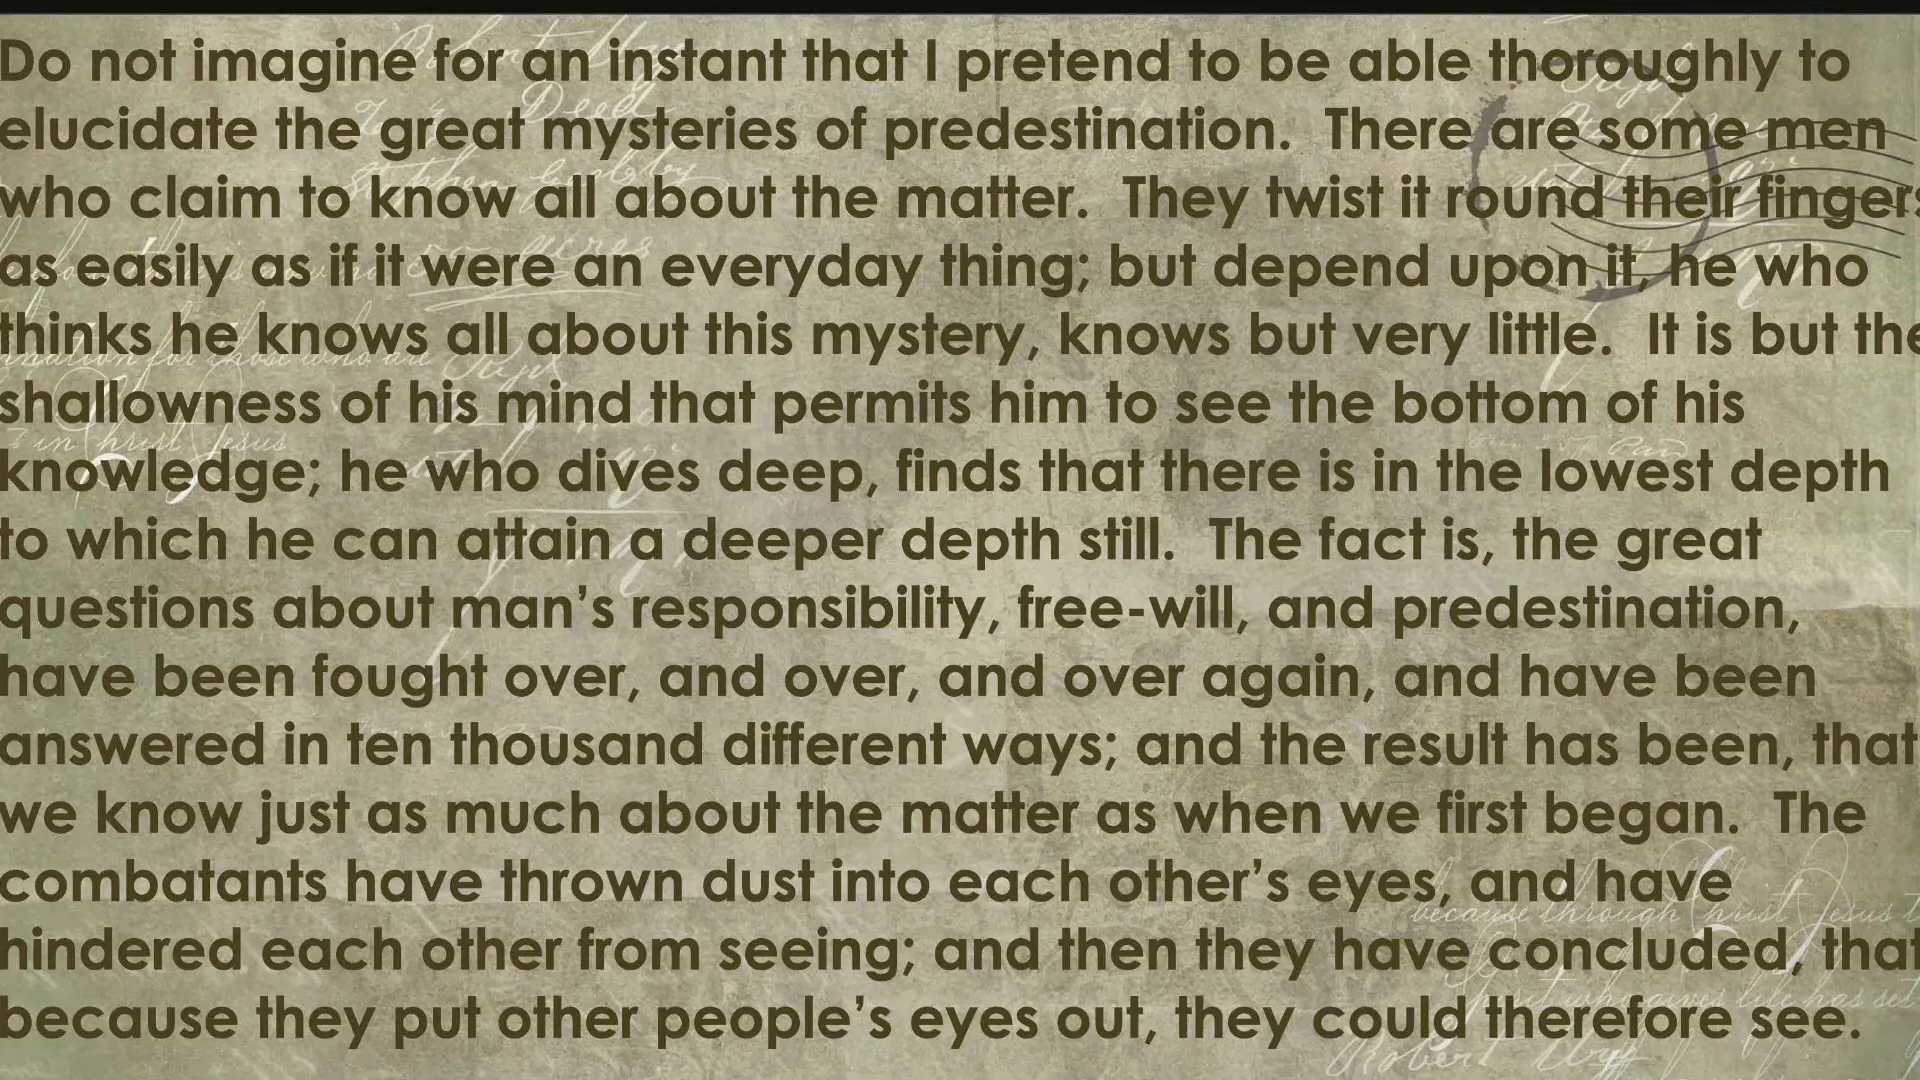 Do not imagine for an instant that I pretend to be able thoroughly to
elucidate the great mysteries of predestination.  There are some men
who claim to know all about the matter.  They twist it round their fingers
as easily as if it were an everyday thing; but depend upon it, he who
thinks he knows all about this mystery, knows but very little.  It is but the
shallowness of his mind that permits him to see the bottom of his
knowledge; he who dives deep, finds that there is in the lowest depth
to which he can attain a deeper depth still.  The fact is, the great
questions about man’s responsibility, free-will, and predestination,
have been fought over, and over, and over again, and have been
answered in ten thousand different ways; and the result has been, that
we know just as much about the matter as when we first began.  The
combatants have thrown dust into each other’s eyes, and have
hindered each other from seeing; and then they have concluded, that
because they put other people’s eyes out, they could therefore see.
because through Christ Jesus
in Christ Jesus